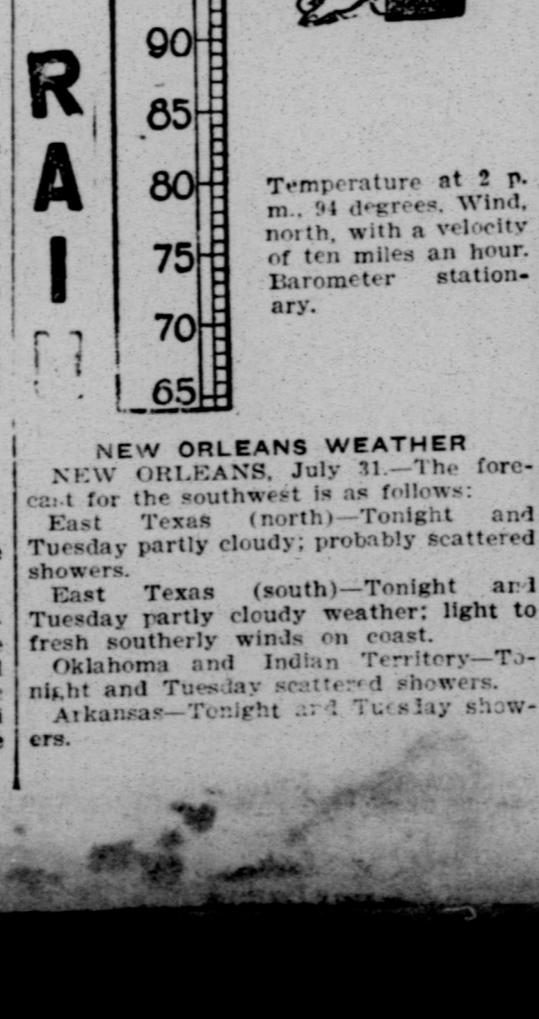 R
A
I
90
85
80
75
70
65
Temperature at 2 p.
m., 94 degrees. Wind,
north, with a velocity
of ten miles an hour.
Barometer station-
ary.
NEW ORLEANS WEATHER
NEW ORLEANS, July 31.—The fore-
cast for the southwest is as follows:
East Texas (north)—Tonight and
Tuesday partly cloudy; probably scattered
showers.
East Texas (south)—Tonight and
Tuesday partly cloudy weather; light to
fresh southerly winds on coast.
Oklahoma and Indian Territory—To-
night and Tuesday scattered showers.
Arkansas—Tonight and Tuesday show-
ers.